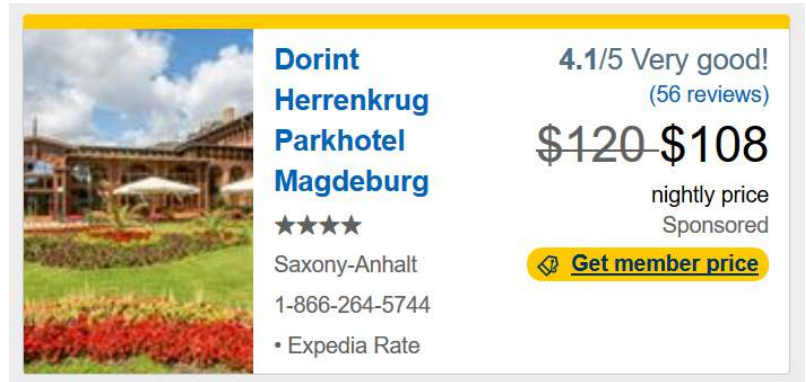 Dorint
Herrenkrug
Parkhotel
Magdeburg
★★★★
Saxony-Anhalt
1-866-264-5744
• Expedia Rate
4.1/5 Very good!
(56 reviews)
$120 $108
nightly price
Sponsored
Get member price